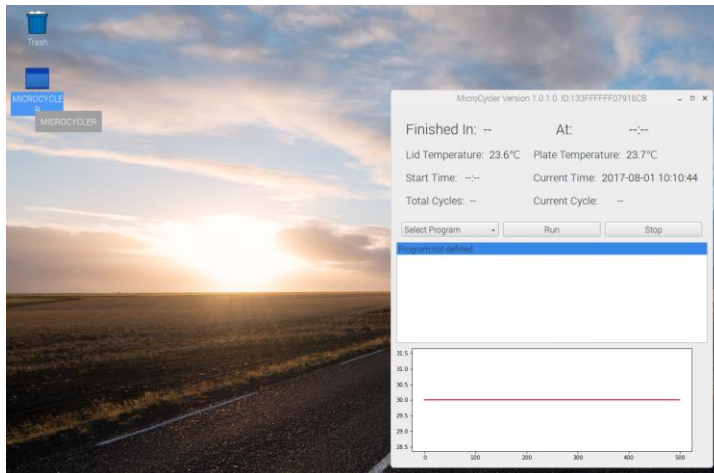 Trash
MICROCYCLE
R
MICROCYCLER
MicroCycler Version 1.0.1.0 ID:133FFFFFF07916CB
Finished In: -- At: --:--
Lid Temperature: 23.6°C Plate Temperature: 23.7°C
Start Time: --:-- Current Time: 2017-08-01 10:10:44
Total Cycles: -- Current Cycle: --
Select Program Run Stop
Program not defined
31.5
31.0
30.5
30.0
29.5
29.0
28.5
0 100 200 300 400 500